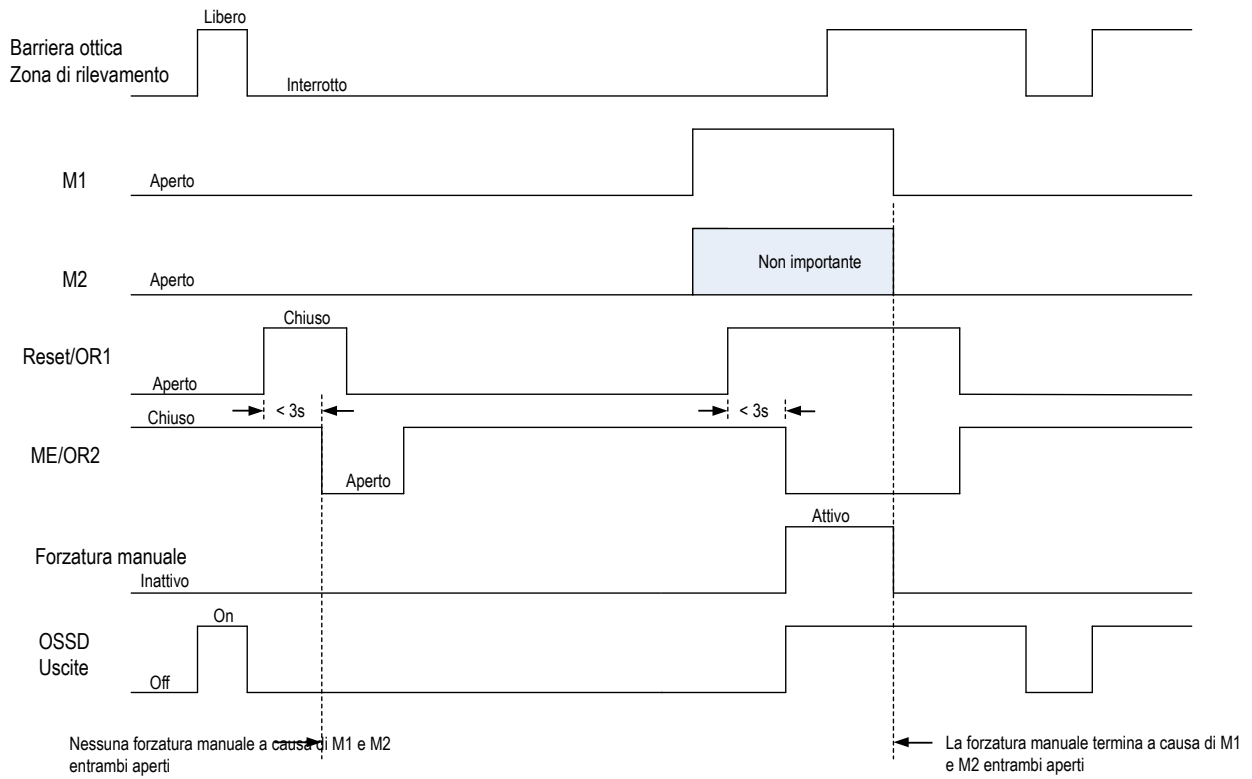 Libero
Barriera ottica
Zona di rilevamento
Interrotto
M1
Aperto
M2
Aperto
Non importante
Chiuso
Reset/OR1
Aperto
< 3s
< 3s
Chiuso
ME/OR2
Aperto
Attivo
Forzatura manuale
Inattivo
On
OSSD
Uscite
Off
Nessuna forzatura manuale a causa di M1 e M2
entrambi aperti
La forzatura manuale termina a causa di M1
e M2 entrambi aperti